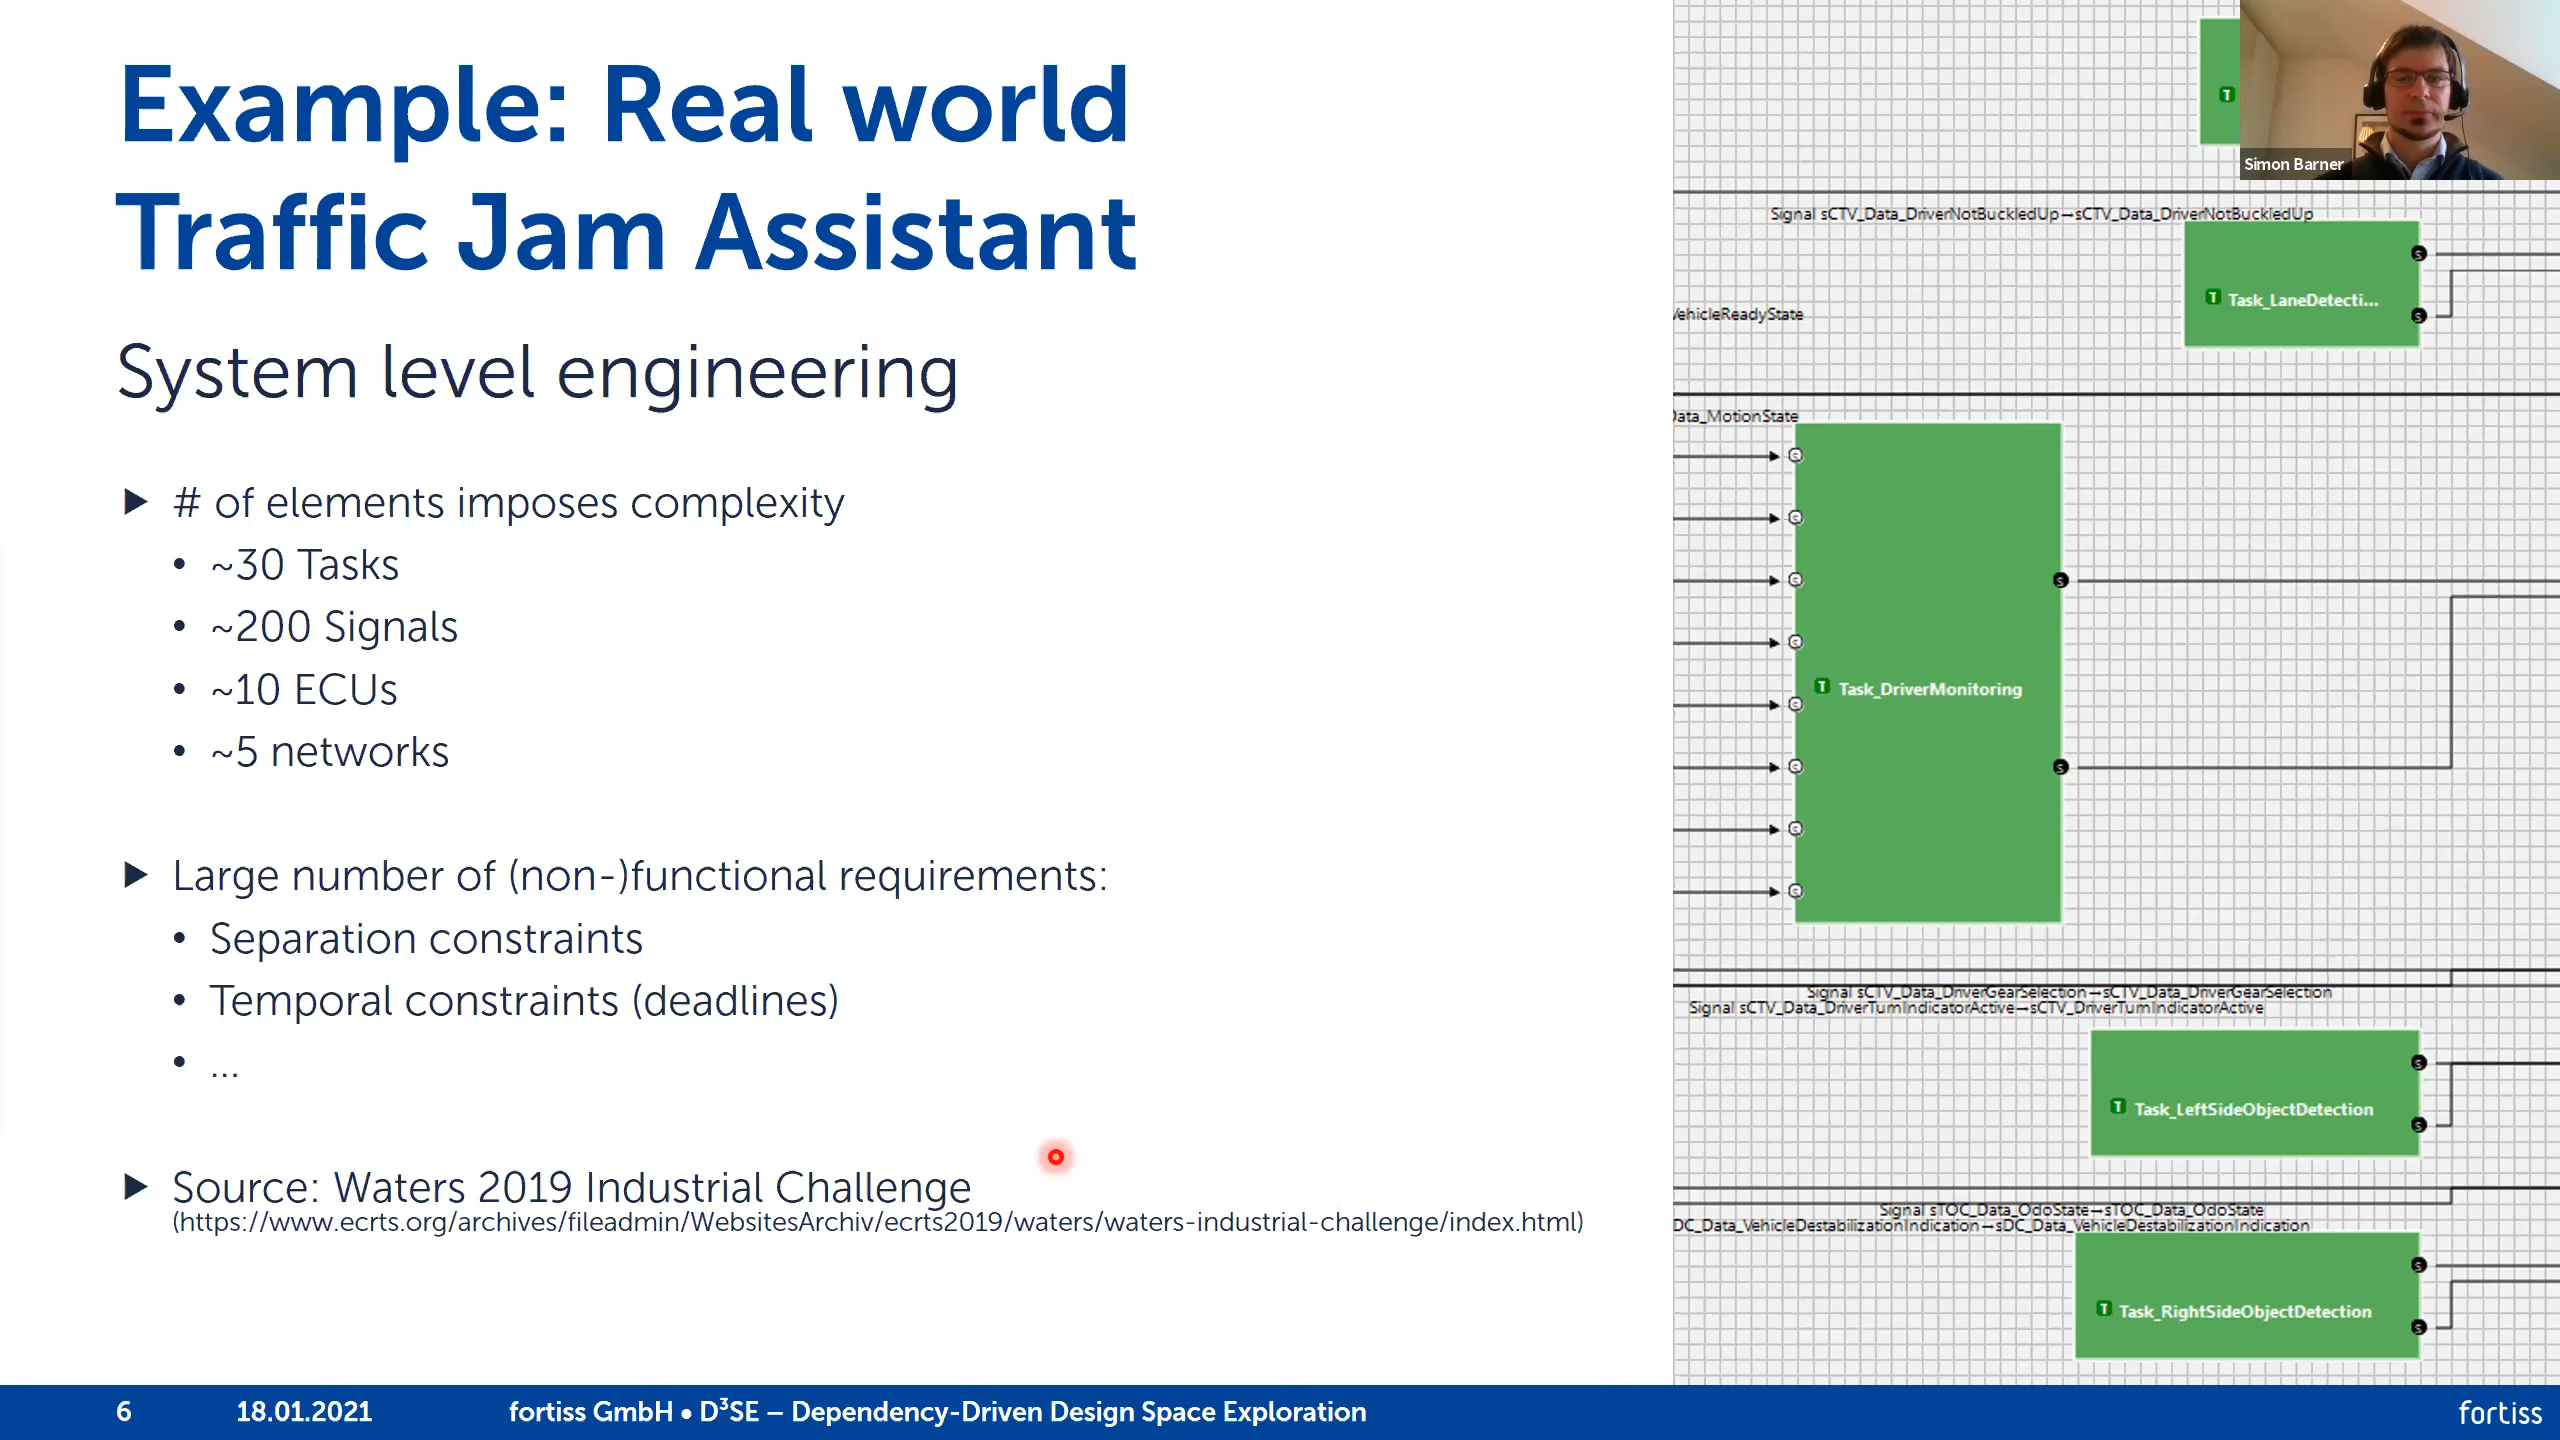 Example: Real world
Traffic Jam Assistant
System level engineering
▶ # of elements imposes complexity
• ~30 Tasks
• ~200 Signals
• ~10 ECUs
• ~5 networks
▶ Large number of (non-)functional requirements:
• Separation constraints
• Temporal constraints (deadlines)
• ...
▶ Source: Waters 2019 Industrial Challenge
(https://www.ecrts.org/archives/fileadmin/WebsitesArchiv/ecrts2019/waters/waters-industrial-challenge/index.html)
T
Simon Barner
Signal sCTV_Data_DriverNotBuckledUp→sCTV_Data_DriverNotBuckledUp
T Task_LaneDetecti...
VehicleReadyState
Data_MotionState
T Task_DriverMonitoring
Signal sCTV_Data_DriverGearSelection→sCTV_Data_DriverGearSelection
Signal sCTV_Data_DriverTurnIndicatorActive→sCTV_DriverTurnIndicatorActive
T Task_LeftSideObjectDetection
Signal sTOC_Data_OdoState→sTOC_Data_OdoState
DC_Data_VehicleDestabilizationIndication→sDC_Data_VehicleDestabilizationIndication
T Task_RightSideObjectDetection
6 18.01.2021 fortiss GmbH • D³SE – Dependency-Driven Design Space Exploration fortiss